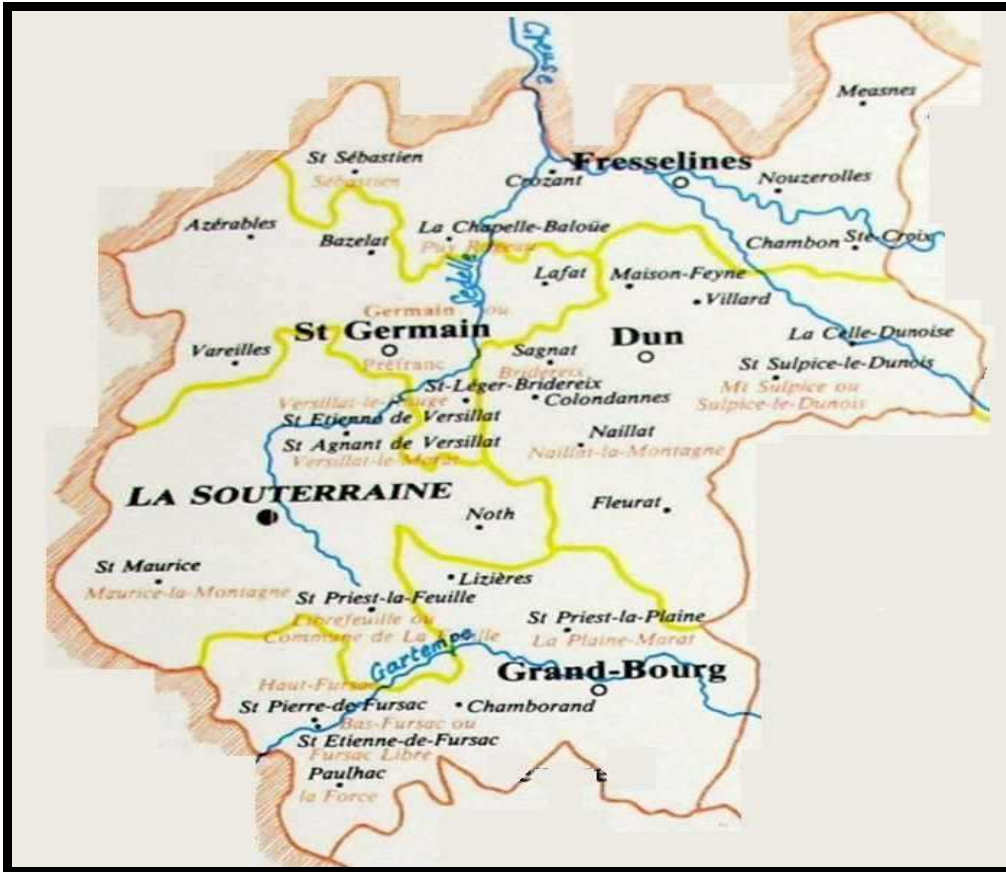 Creuse
Measnes
St Sébastien
Sébastien
Fresselines
Crozant
Nouzerolles
Azérables
La Chapelle-Baloüe
Puy
Bazelat
Chambon Ste-Croix
Sedelle
Lafat
Maison-Feyne
Villard
Germain ou
St Germain
Prétranc
Dun
La Celle-Dunoise
Vareilles
Sagnat
Bridereix
St Sulpice-le-Dunois
Mt Sulpice ou
Sulpice-le-Dunois
St-Léger-Bridereix
Colondannes
Versillat-le-
St Etienne de Versillat
St Agnant de Versillat
Versillat-le-Marat
Naillat
Naillat-la-Montagne
LA SOUTERRAINE
Noth
Fleurat
St Maurice
Maurice-la-Montagne
Lizières
St Priest-la-Feuille
Librefeuille ou
Commune de La
St Priest-la-Plaine
La Plaine-Marat
Gartempe
Grand-Bourg
Haut-Fursac
St Pierre-de-Fursac
Chamborand
Bas-Fursac ou
St Etienne-de-Fursac
Fursac Libre
Paulhac
la Force